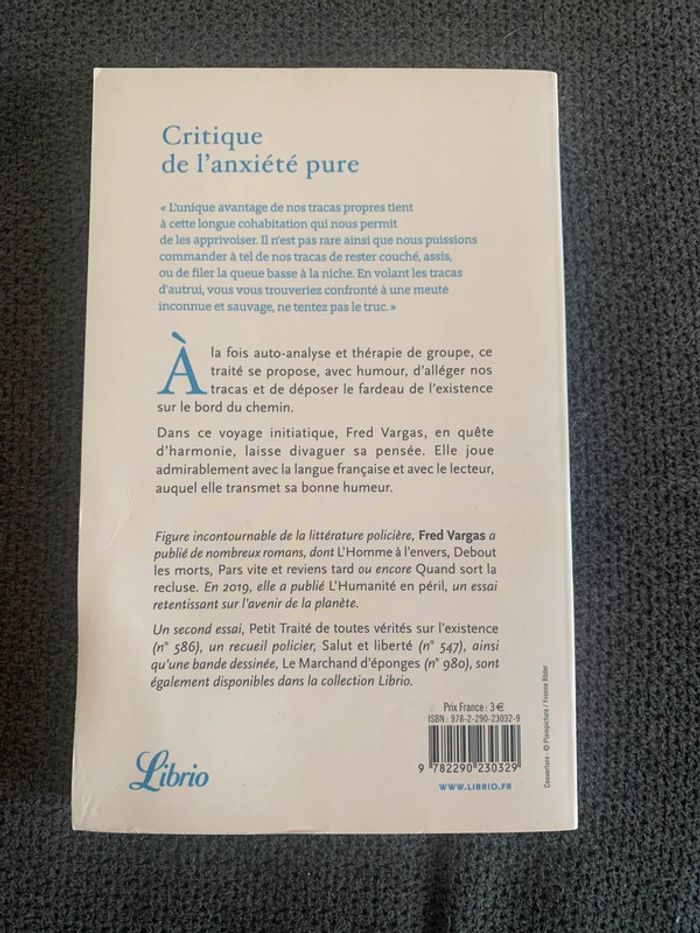 Critique
de l'anxiété pure
« L'unique avantage de nos tracas propres tient
à cette longue cohabitation qui nous permit
de les apprivoiser. Il n'est pas rare ainsi que nous puissions
commander à tel de nos tracas de rester couché, assis,
ou de filer la queue basse à la niche. En volant les tracas
d'autrui, vous vous trouveriez confronté à une meute
inconnue et sauvage, ne tentez pas le truc. »
À la fois auto-analyse et thérapie de groupe, ce
traité se propose, avec humour, d'alléger nos
tracas et de déposer le fardeau de l'existence
sur le bord du chemin.
Dans ce voyage initiatique, Fred Vargas, en quête
d'harmonie, laisse divaguer sa pensée. Elle joue
admirablement avec la langue française et avec le lecteur,
auquel elle transmet sa bonne humeur.
Figure incontournable de la littérature policière, Fred Vargas a
publié de nombreux romans, dont L'Homme à l'envers, Debout
les morts, Pars vite et reviens tard ou encore Quand sort la
recluse. En 2019, elle a publié L'Humanité en péril, un essai
retentissant sur l'avenir de la planète.
Un second essai, Petit Traité de toutes vérités sur l'existence
(n° 586), un recueil policier, Salut et liberté (n° 547), ainsi
qu'une bande dessinée, Le Marchand d'éponges (n° 980), sont
également disponibles dans la collection Librio.
Prix France : 3 €
ISBN : 978-2-290-23032-9
9 782290 230329
WWW.LIBRIO.FR
Librio
Couverture : © Plainpicture / Yvonne Röder